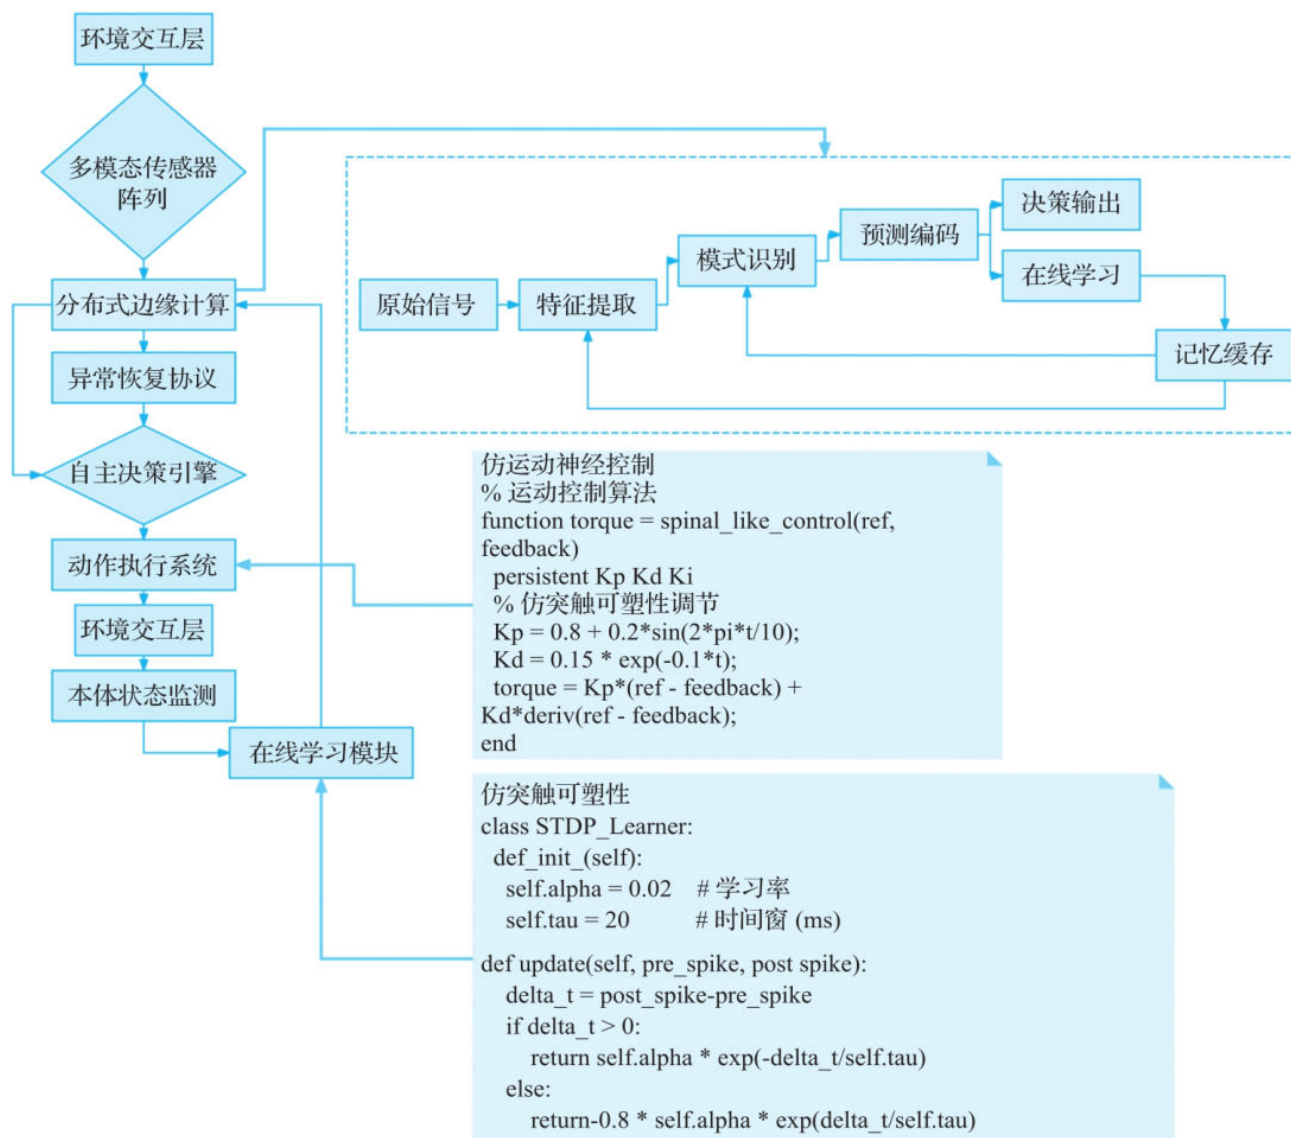 环境交互层
多模态传感器
阵列
分布式边缘计算
异常恢复协议
自主决策引擎
动作执行系统
环境交互层
本体状态监测
在线学习模块
原始信号
特征提取
模式识别
预测编码
决策输出
在线学习
记忆缓存
仿运动神经控制
% 运动控制算法
function torque = spinal_like_control(ref,
feedback)
persistent Kp Kd Ki
% 仿突触可塑性调节
Kp = 0.8 + 0.2*sin(2*pi*t/10);
Kd = 0.15 * exp(-0.1*t);
torque = Kp*(ref - feedback) +
Kd*deriv(ref - feedback);
end
仿突触可塑性
class STDP_Learner:
def_init_(self):
self.alpha = 0.02 # 学习率
self.tau = 20 # 时间窗 (ms)
def update(self, pre_spike, post spike):
delta_t = post_spike-pre_spike
if delta_t > 0:
return self.alpha * exp(-delta_t/self.tau)
else:
return-0.8 * self.alpha * exp(delta_t/self.tau)